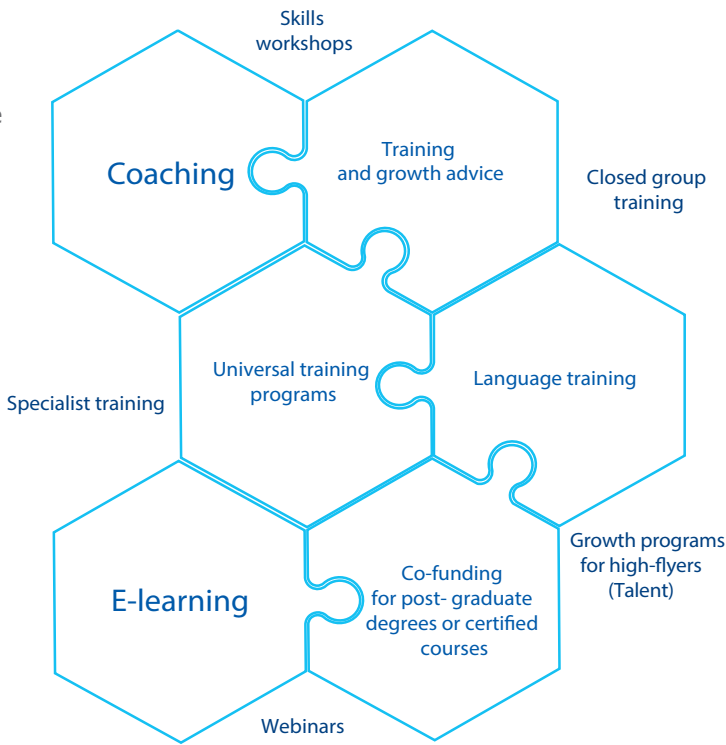 Skills
workshops
e
Coaching
Training
and growth advice
Closed group
training
Universal training
programs
Language training
Specialist training
Growth programs
for high-flyers
(Talent)
E-learning
Co-funding
for post- graduate
degrees or certified
courses
Webinars